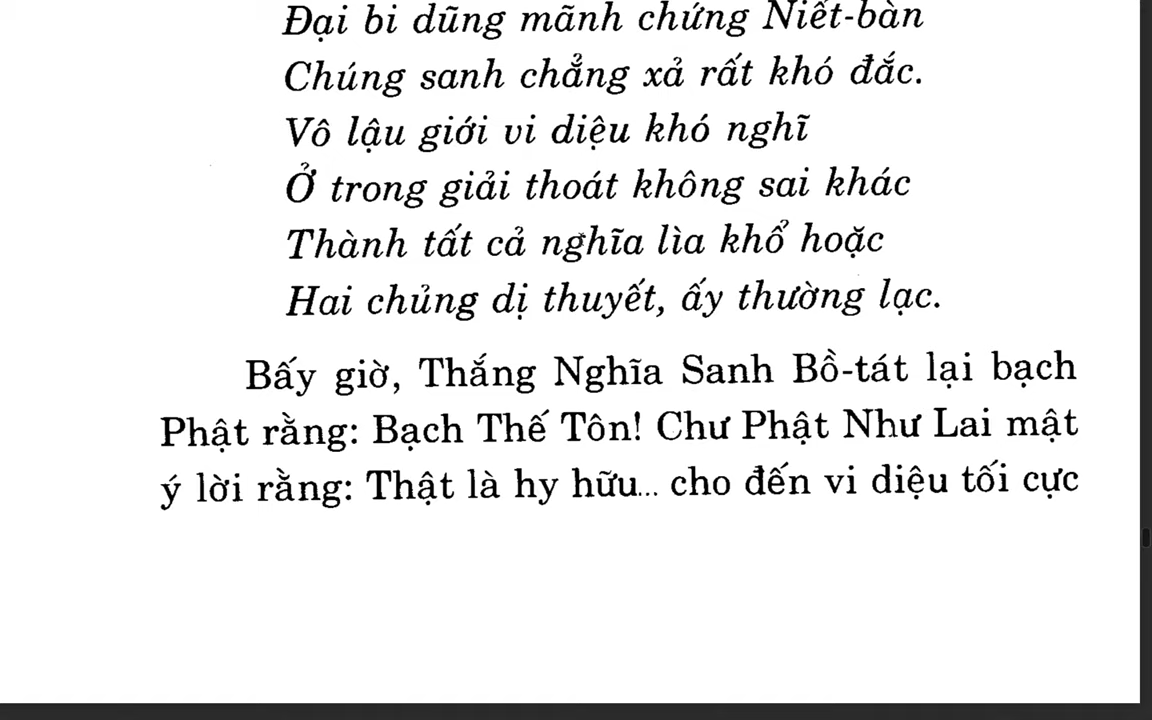 Đại bi dũng mãnh chứng Niết-bàn
Chúng sanh chẳng xả rất khó đắc.
Vô lậu giới vi diệu khó nghĩ
Ở trong giải thoát không sai khác
Thành tất cả nghĩa lìa khổ hoặc
Hai chủng dị thuyết, ấy thường lạc.
Bấy giờ, Thắng Nghĩa Sanh Bồ-tát lại bạch
Phật rằng: Bạch Thế Tôn! Chư Phật Như Lai mật
ý lời rằng: Thật là hy hữu... cho đến vi diệu tối cực